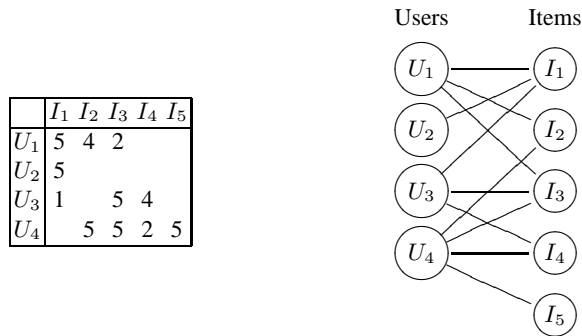 I1 I2 I3 I4 I5
U1 5 4 2
U2 5
U3 1 5 4
U4 5 5 2 5
Users Items
U1 I1
U2 I2
U3 I3
U4 I4
I5